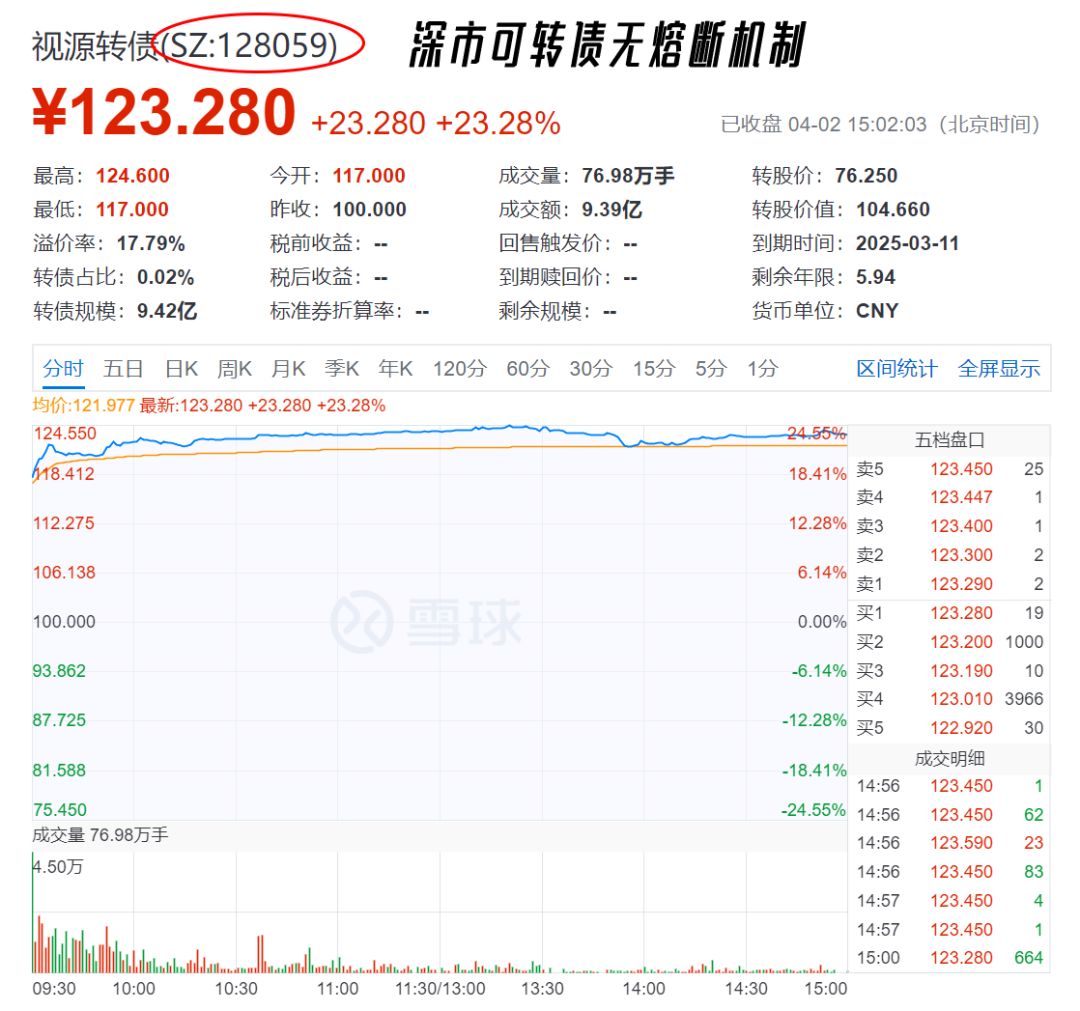 视源转债(SZ:128059) 深市可转债无熔断机制
¥123.280 +23.280 +23.28% 已收盘 04-02 15:02:03（北京时间）
最高：124.600 今开：117.000 成交量：76.98万手 转股价：76.250
最低：117.000 昨收：100.000 成交额：9.39亿 转股价值：104.660
溢价率：17.79% 税前收益：-- 回售触发价：-- 到期时间：2025-03-11
转债占比：0.02% 税后收益：-- 到期赎回价：-- 剩余年限：5.94
转债规模：9.42亿 标准券折算率：-- 剩余规模：-- 货币单位：CNY
分时 五日 日K 周K 月K 季K 年K 120分 60分 30分 15分 5分 1分 区间统计 全屏显示
均价:121.977 最新:123.280 +23.280 +23.28%
124.550 24.55%
118.412 18.41%
112.275 12.28%
106.138 6.14%
100.000 0.00%
93.862 -6.14%
87.725 -12.28%
81.588 -18.41%
75.450 -24.55%
雪球
成交量 76.98万手
4.50万
09:30 10:00 10:30 11:00 11:30/13:00 13:30 14:00 14:30 15:00
五档盘口
卖5 123.450 25
卖4 123.447 1
卖3 123.400 1
卖2 123.300 2
卖1 123.290 2
买1 123.280 19
买2 123.200 1000
买3 123.190 10
买4 123.010 3966
买5 122.920 30
成交明细
14:56 123.450 1
14:56 123.450 62
14:56 123.590 23
14:56 123.450 83
14:57 123.450 4
14:57 123.450 1
15:00 123.280 664